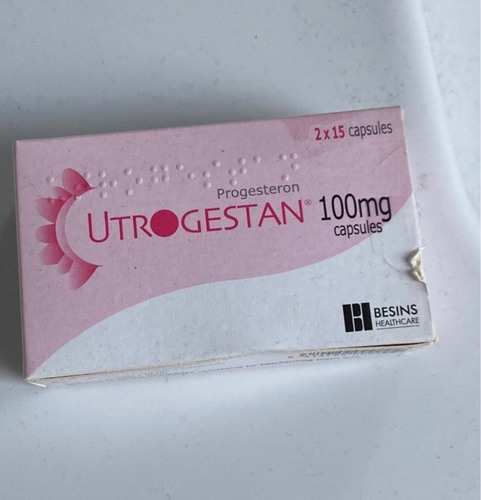 2 x 15 capsules
Progesteron
UTROGESTAN® 100mg
capsules
BESINS
HEALTHCARE